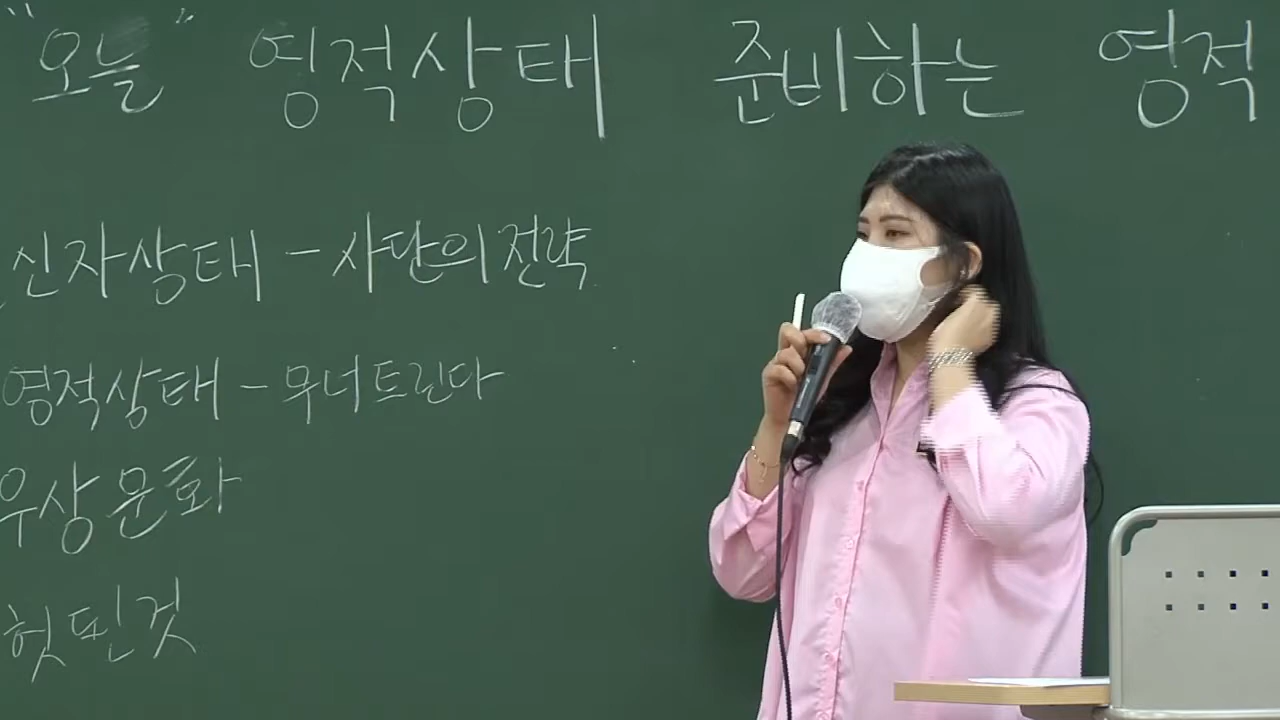 "오늘" 영적상태 준비하는 영적
신자상태 - 사단의 전략
영적상태 - 무너트린다
우상문화
헛된것